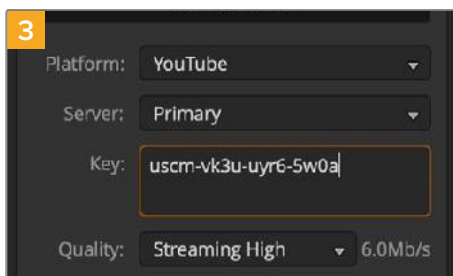 3
Platform: YouTube
Server: Primary
Key: uscm-vk3u-uyr6-5w0a
Quality: Streaming High 6.0Mb/s